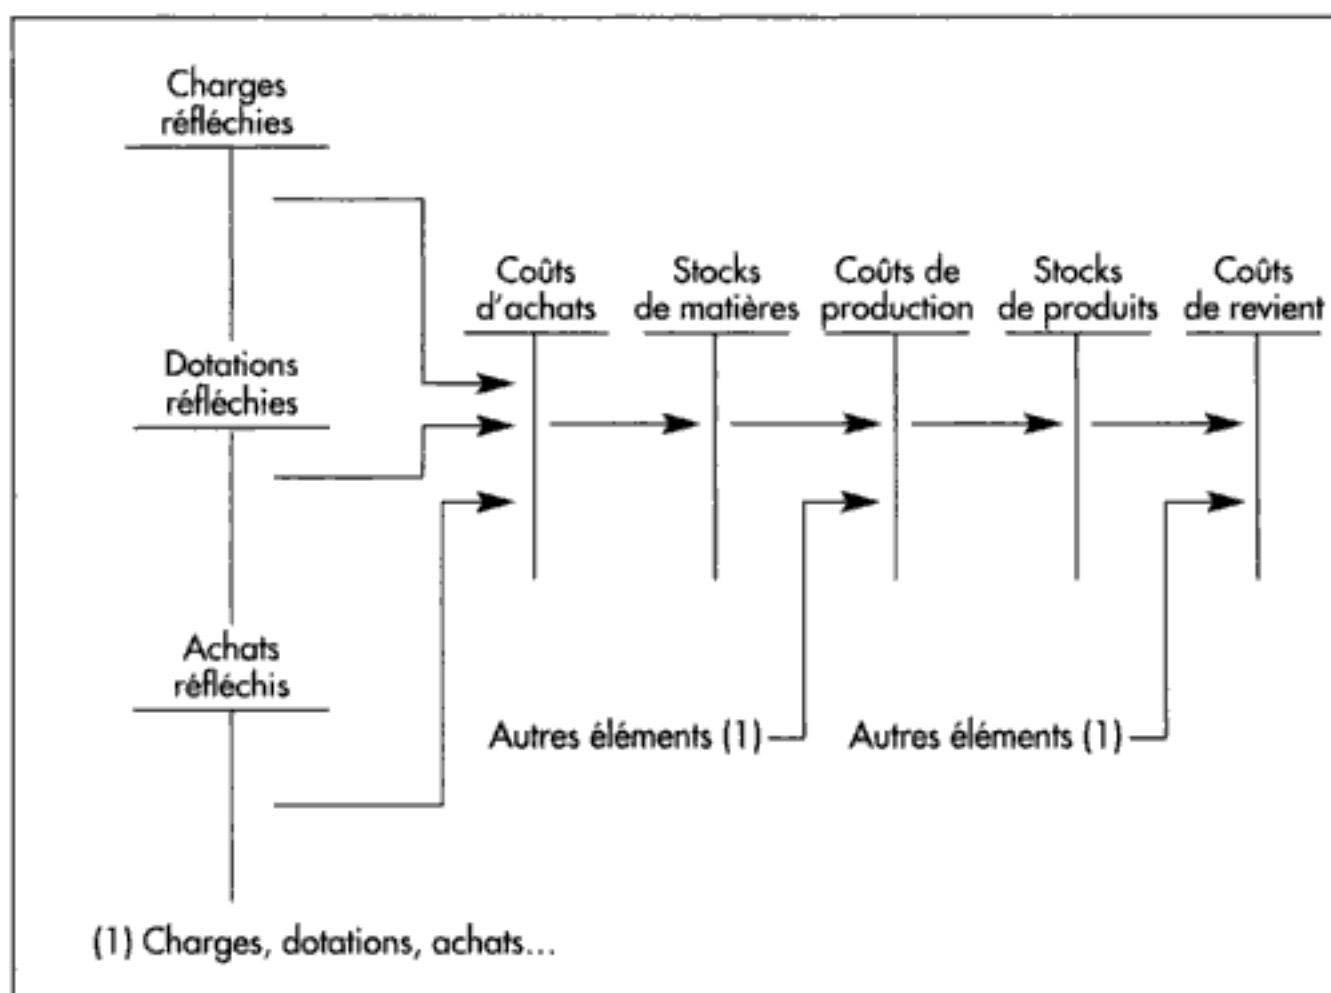 Charges
réfléchies
Coûts
d'achats
Stocks
de matières
Coûts de
production
Stocks
de produits
Coûts
de revient
Dotations
réfléchies
Achats
réfléchis
Autres éléments (1)
Autres éléments (1)
(1) Charges, dotations, achats...